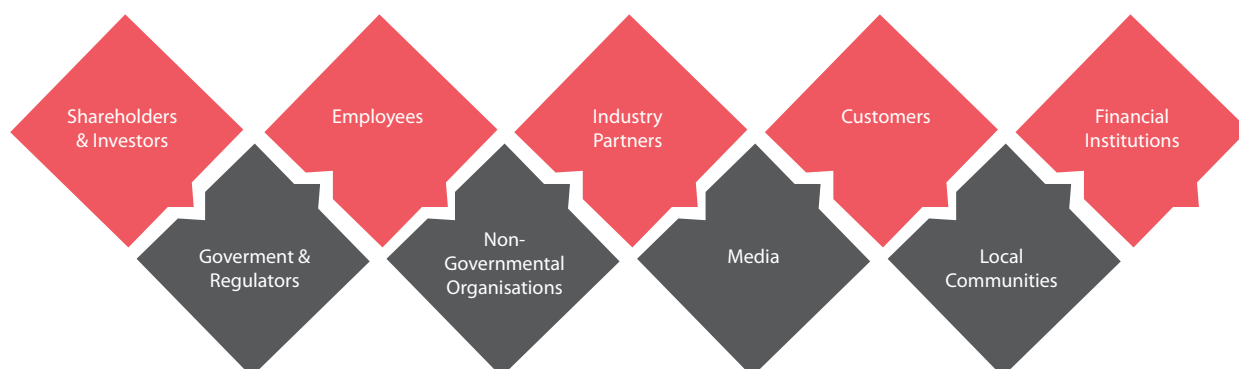 Shareholders
& Investors
Employees
Industry
Partners
Customers
Financial
Institutions
Goverment &
Regulators
Non-
Governmental
Organisations
Media
Local
Communities